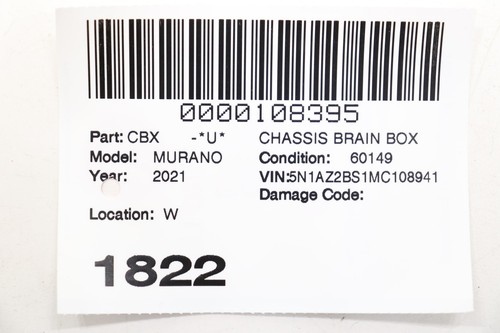 0000108395
Part: CBX -*U* CHASSIS BRAIN BOX
Model: MURANO Condition: 60149
Year: 2021 VIN:5N1AZ2BS1MC108941
Damage Code:
Location: W
1822